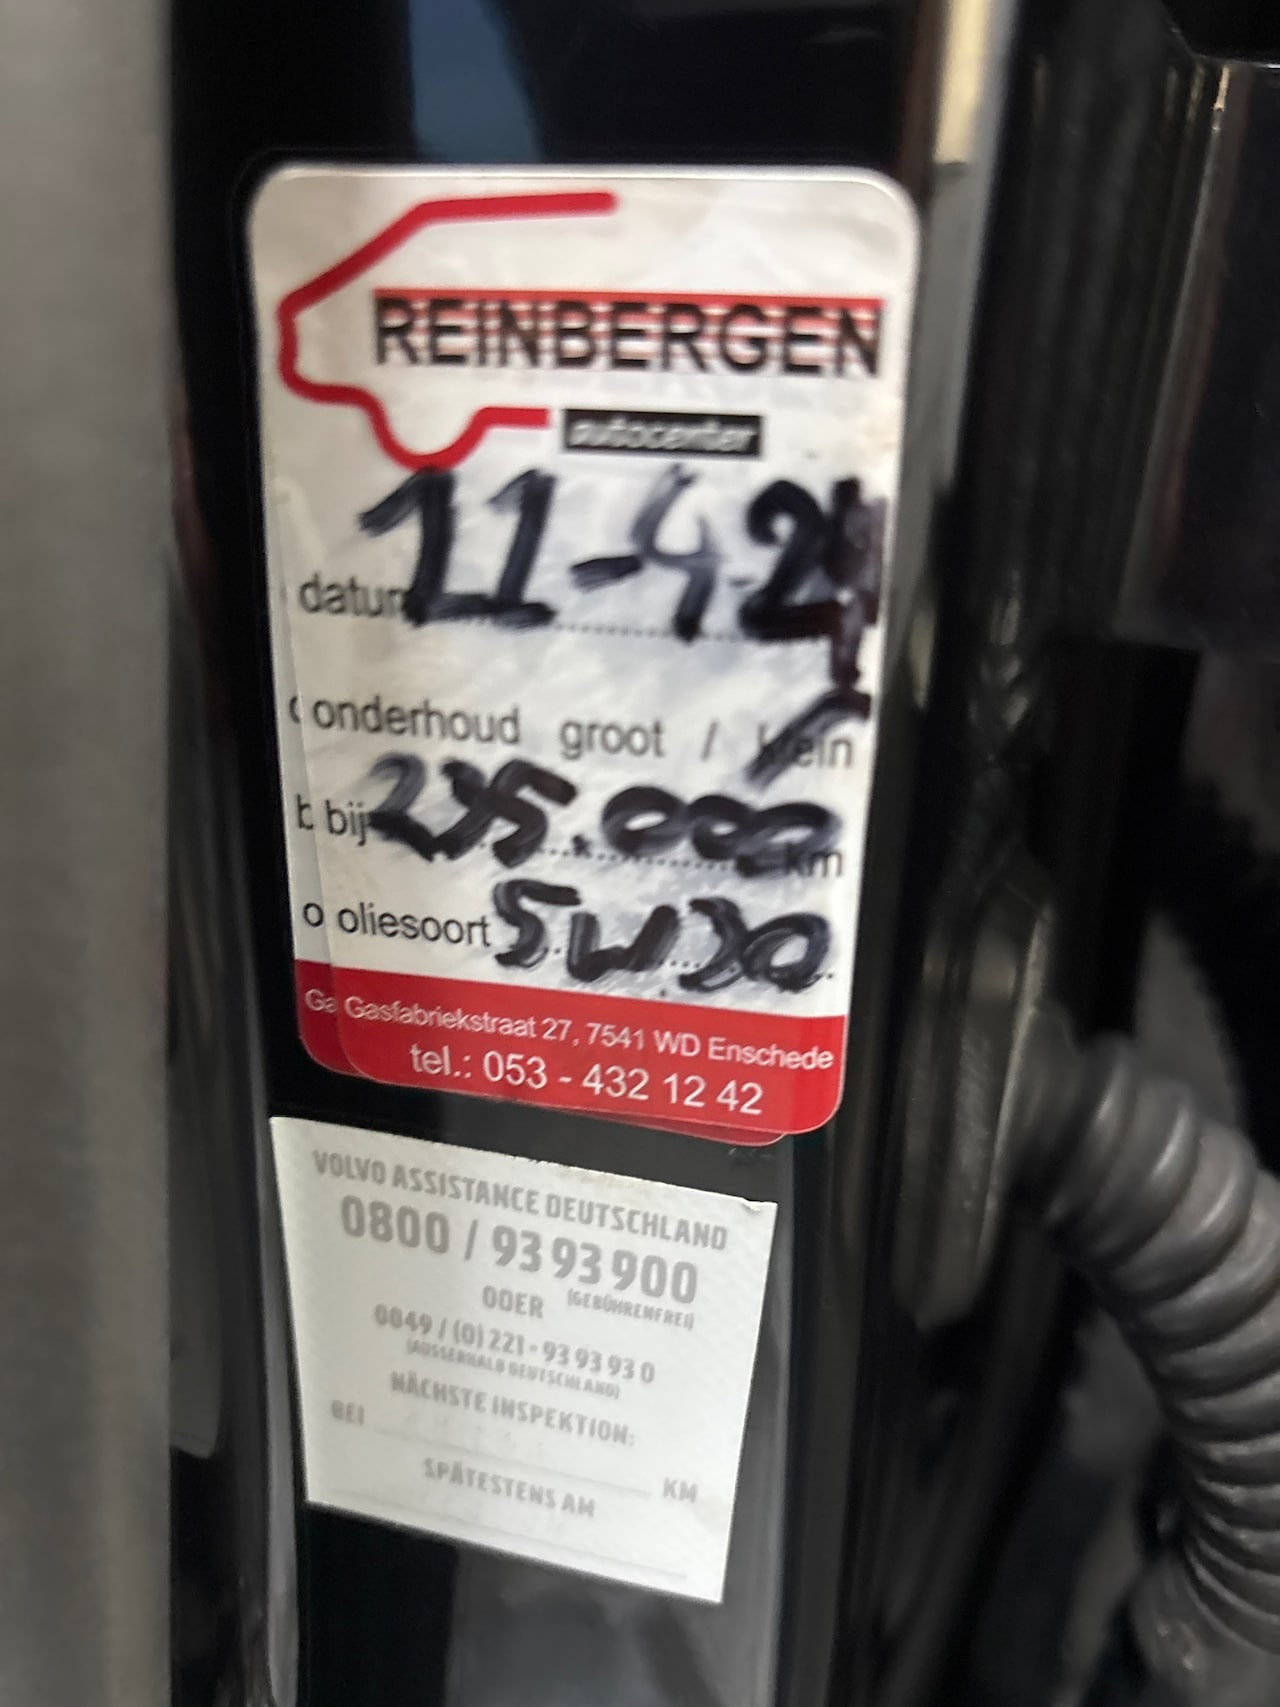 REINBERGEN
autocenter
datum 11-4-2
onderhoud groot / klein
bij 235.000 km
oliesoort 5W30
Gasfabriekstraat 27, 7541 WD Enschede
tel.: 053 - 432 12 42
VOLVO ASSISTANCE DEUTSCHLAND
0800 / 93 93 900
(GEBÜHRENFREI)
ODER
0049 / (0) 221 - 93 93 93 0
(AUSSERHALB DEUTSCHLAND)
NÄCHSTE INSPEKTION:
BEI KM
SPÄTESTENS AM